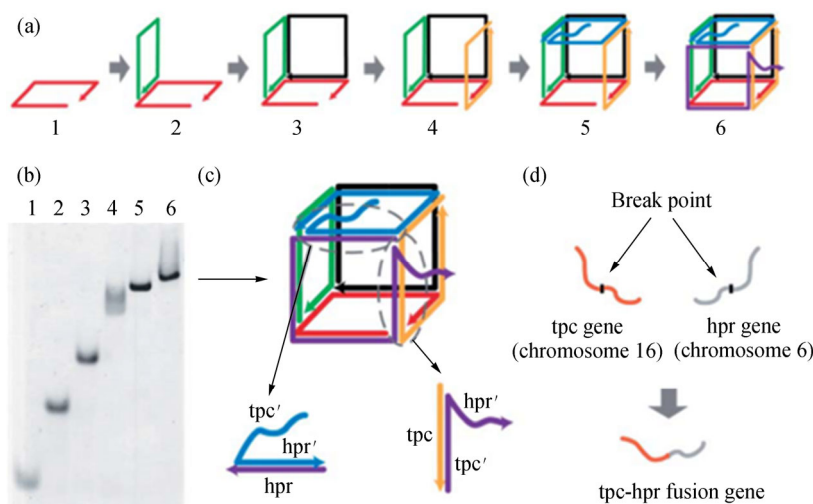 (a)
1 2 3 4 5 6
(b) (c) (d)
1 2 3 4 5 6
Break point
tpc gene
(chromosome 16)
hpr gene
(chromosome 6)
tpc′
hpr′
hpr
tpc
hpr′
tpc′
tpc-hpr fusion gene